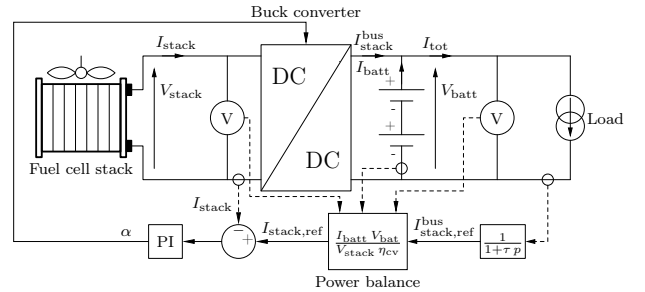 Buck converter
I_stack
I_stack^bus
I_tot
I_batt
DC
V_stack
+
V_batt
V
-
V
+
Load
DC
-
Fuel cell stack
I_stack
α
PI
−
+
I_stack,ref
I_batt V_bat
V_stack η_cv
I_stack,ref^bus
1
1+τ p
Power balance